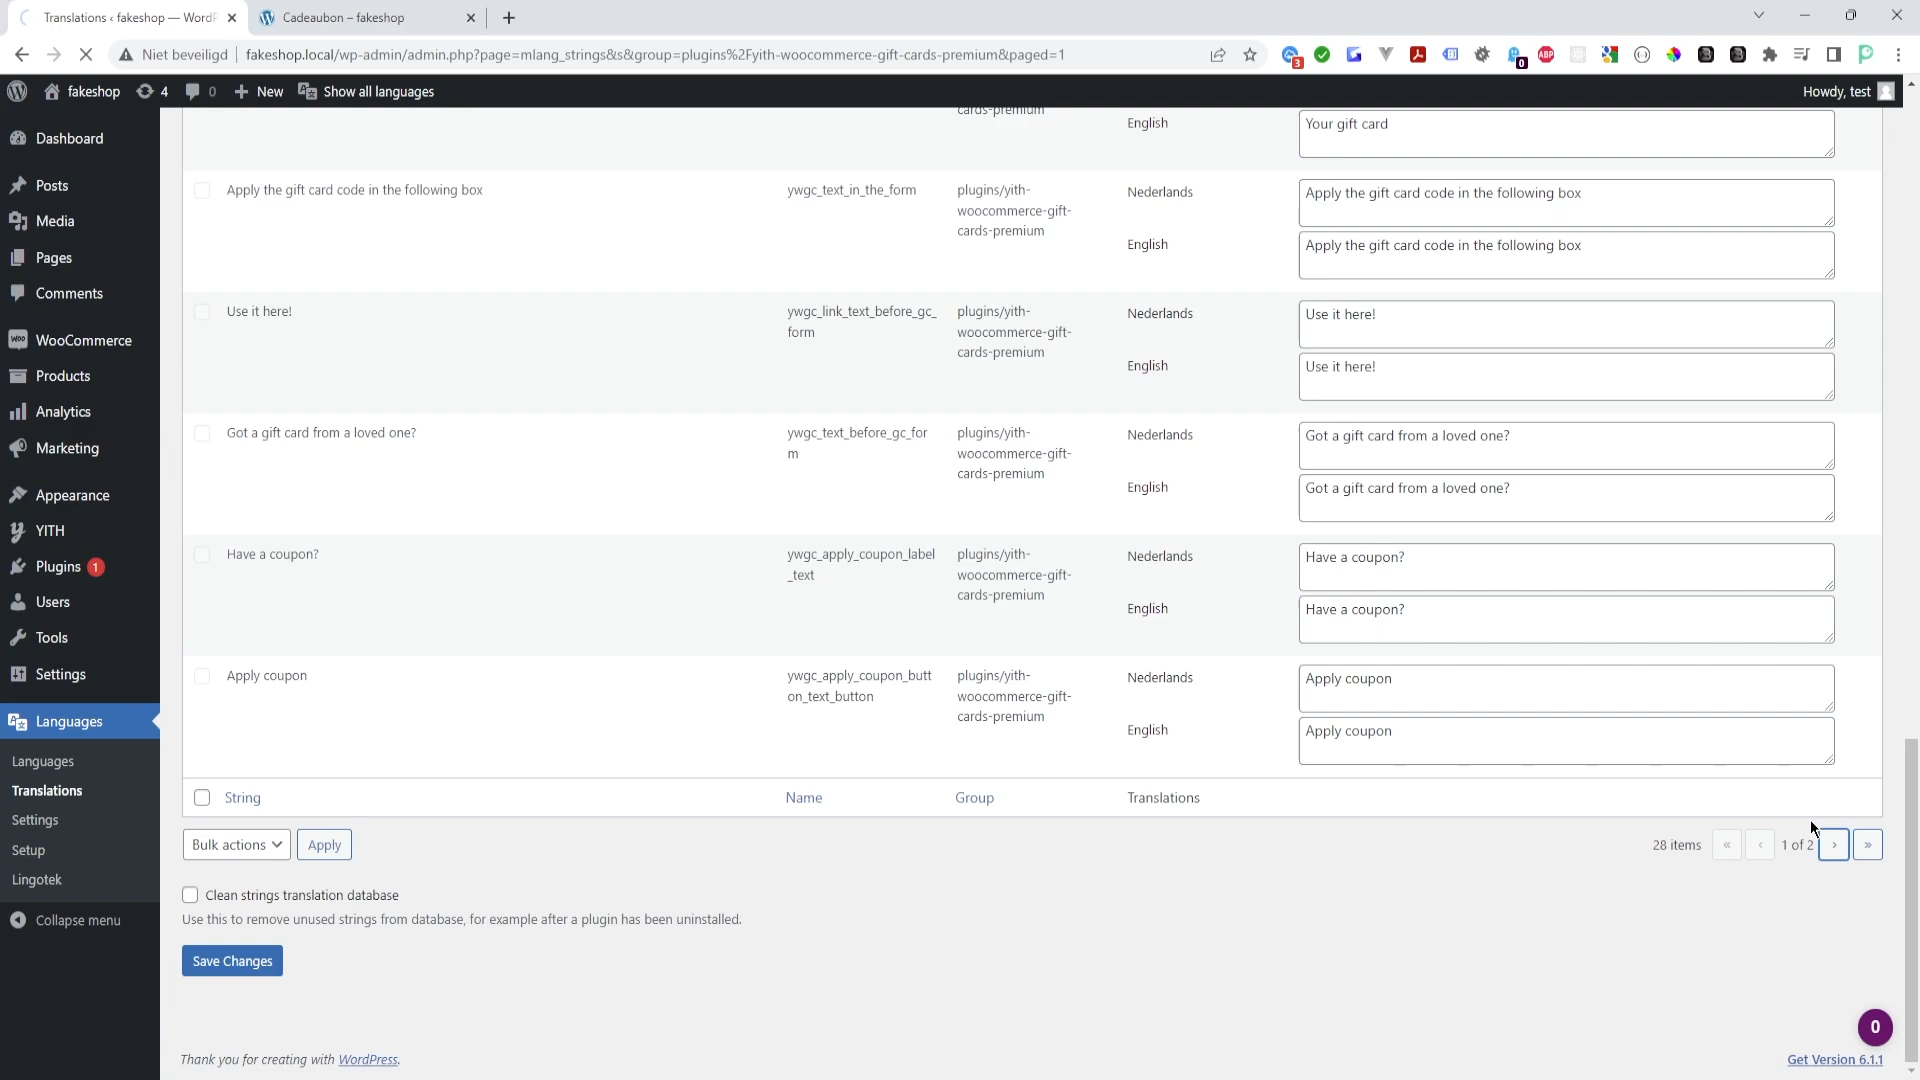 Translations ‹ fakeshop — WordP
Cadeaubon – fakeshop
Niet beveiligd
fakeshop.local/wp-admin/admin.php?page=mlang_strings&s&group=plugins%2Fyith-woocommerce-gift-cards-premium&paged=1
3
0
ABP
fakeshop
4
0
New
Show all languages
Howdy, test
Dashboard
Posts
Media
Pages
Comments
WooCommerce
Products
Analytics
Marketing
Appearance
YITH
Plugins 1
Users
Tools
Settings
Languages
Languages
Translations
Settings
Setup
Lingotek
Collapse menu
cards-premium
English
Your gift card
Apply the gift card code in the following box
ywgc_text_in_the_form
plugins/yith-
woocommerce-gift-
cards-premium
Nederlands
Apply the gift card code in the following box
English
Apply the gift card code in the following box
Use it here!
ywgc_link_text_before_gc_
form
plugins/yith-
woocommerce-gift-
cards-premium
Nederlands
Use it here!
English
Use it here!
Got a gift card from a loved one?
ywgc_text_before_gc_for
m
plugins/yith-
woocommerce-gift-
cards-premium
Nederlands
Got a gift card from a loved one?
English
Got a gift card from a loved one?
Have a coupon?
ywgc_apply_coupon_label
_text
plugins/yith-
woocommerce-gift-
cards-premium
Nederlands
Have a coupon?
English
Have a coupon?
Apply coupon
ywgc_apply_coupon_butt
on_text_button
plugins/yith-
woocommerce-gift-
cards-premium
Nederlands
Apply coupon
English
Apply coupon
String
Name
Group
Translations
Bulk actions
Apply
28 items
«
‹
1 of 2
›
»
Clean strings translation database
Use this to remove unused strings from database, for example after a plugin has been uninstalled.
Save Changes
0
Thank you for creating with WordPress.
Get Version 6.1.1